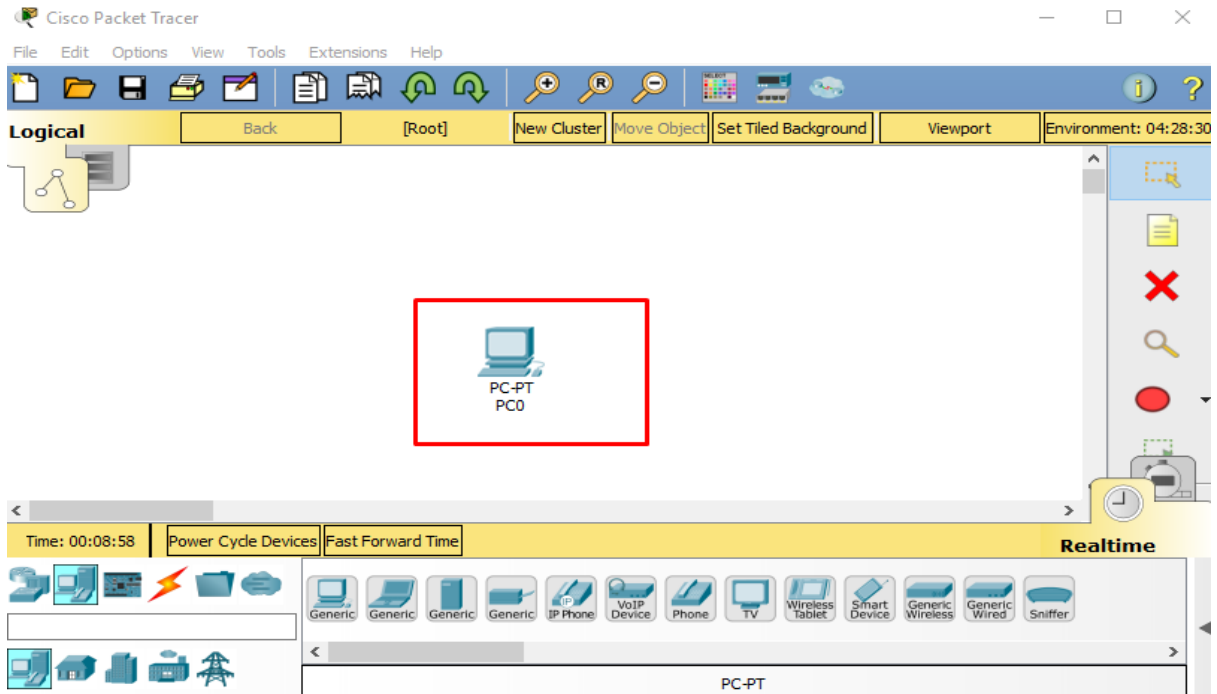 Cisco Packet Tracer
File Edit Options View Tools Extensions Help
SELECT
R
i ?
Logical Back [Root] New Cluster Move Object Set Tiled Background Viewport Environment: 04:28:30
PC-PT
PC0
Time: 00:08:58 Power Cycle Devices Fast Forward Time Realtime
Generic Generic Generic Generic IP Phone VoIP Device Phone TV Wireless Tablet Smart Device Generic Wireless Generic Wired Sniffer
PC-PT